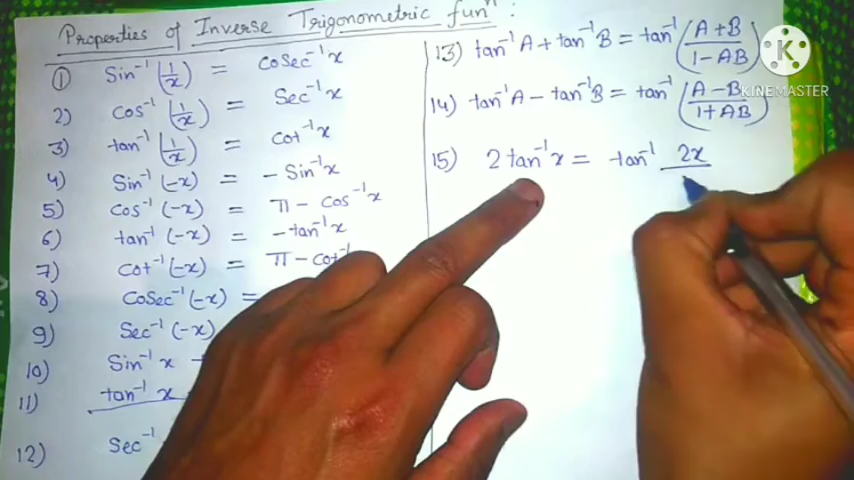 Properties of Inverse Trigonometric funⁿ :
① Sin⁻¹(1/x) = coSec⁻¹x
2) cos⁻¹(1/x) = Sec⁻¹x
3) tan⁻¹(1/x) = cot⁻¹x
4) Sin⁻¹(-x) = - Sin⁻¹x
5) Cos⁻¹(-x) = π - cos⁻¹x
6) tan⁻¹(-x) = -tan⁻¹x
7) cot⁻¹(-x) = π - cot⁻¹
8) CoSec⁻¹(-x) =
9) Sec⁻¹(-x)
10) Sin⁻¹x
11) tan⁻¹x
12) Sec⁻¹
13) tan⁻¹A + tan⁻¹B = tan⁻¹(A+B/1-AB)
14) tan⁻¹A - tan⁻¹B = tan⁻¹(A-B/1+AB)
15) 2tan⁻¹x = tan⁻¹ 2x
KINEMASTER